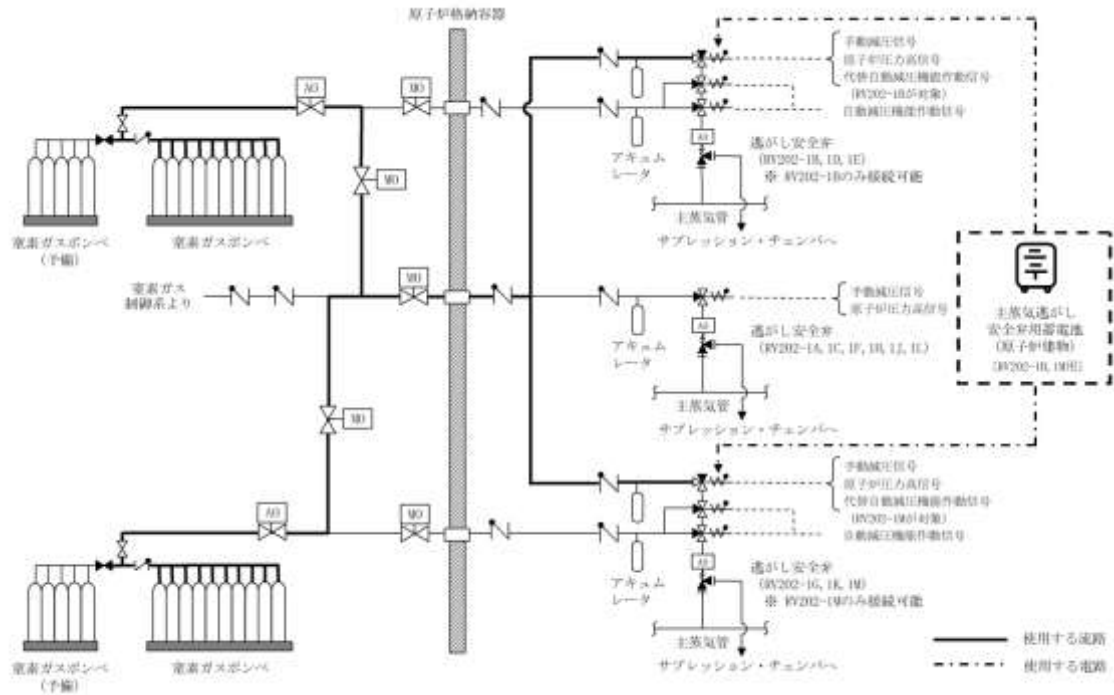 原子炉格納容器
手動減圧信号
原子炉圧力高信号
代替自動減圧機能作動信号
(RV202-1Bが対象)
自動減圧機能作動信号
AO
MO
MO
アキュム
レータ
AO
逃がし安全弁
(RV202-1B, 1D, 1E)
※ RV202-1Bのみ接続可能
主蒸気管
サプレッション・チェンバへ
窒素ガスボンベ
(予備)
窒素ガスボンベ
窒素ガス
制御系より
MO
手動減圧信号
原子炉圧力高信号
アキュム
レータ
AO
逃がし安全弁
(RV202-1A, 1C, 1F, 1H, 1J, 1L)
主蒸気管
サプレッション・チェンバへ
主蒸気逃がし
安全弁用蓄電池
(原子炉建物)
(RV202-1B, 1M用)
MO
手動減圧信号
原子炉圧力高信号
代替自動減圧機能作動信号
(RV202-1Mが対象)
自動減圧機能作動信号
AO
MO
アキュム
レータ
AO
逃がし安全弁
(RV202-1G, 1K, 1M)
※ RV202-1Mのみ接続可能
主蒸気管
サプレッション・チェンバへ
窒素ガスボンベ
(予備)
窒素ガスボンベ
使用する流路
使用する電路